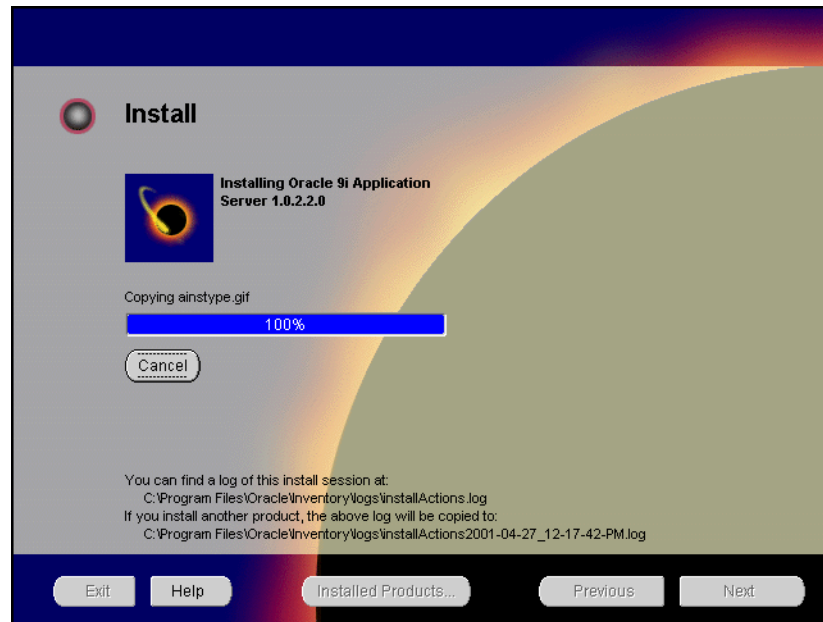 Install
Installing Oracle 9i Application
Server 1.0.2.2.0
Copying ainstype.gif
100%
Cancel
You can find a log of this install session at:
C:\Program Files\Oracle\Inventory\logs\installActions.log
If you install another product, the above log will be copied to:
C:\Program Files\Oracle\Inventory\logs\installActions2001-04-27_12-17-42-PM.log
Exit
Help
Installed Products...
Previous
Next